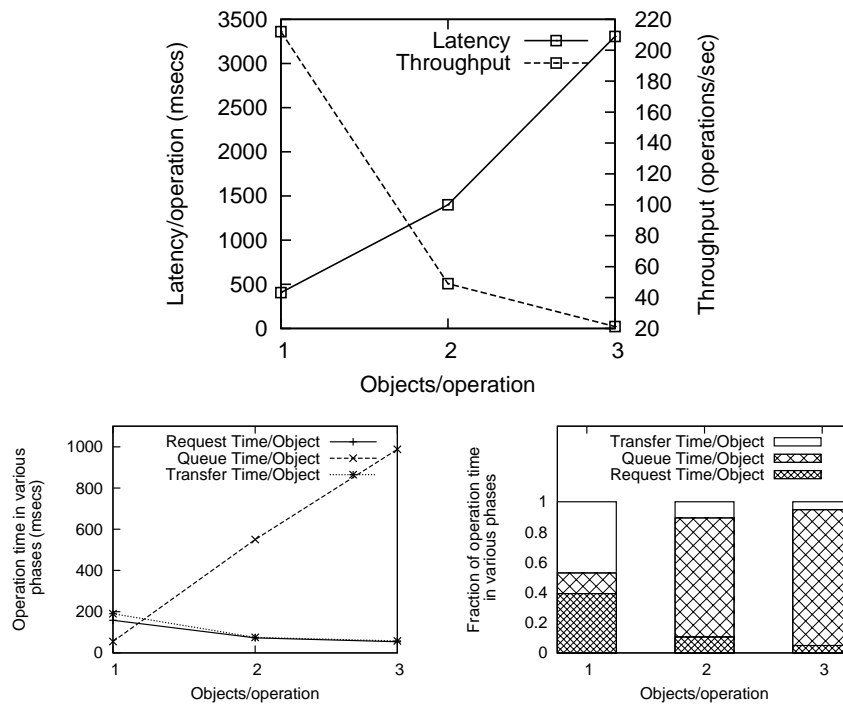 3500
3000
2500
2000
1500
1000
500
0
Latency/operation (msecs)
Latency
Throughput
220
200
180
160
140
120
100
80
60
40
20
Throughput (operations/sec)
1 2 3
Objects/operation
1000
800
600
400
200
0
Operation time in various
phases (msecs)
Request Time/Object
Queue Time/Object
Transfer Time/Object
1 2 3
Objects/operation
1
0.8
0.6
0.4
0.2
0
Fraction of operation time
in various phases
Transfer Time/Object
Queue Time/Object
Request Time/Object
1 2 3
Objects/operation